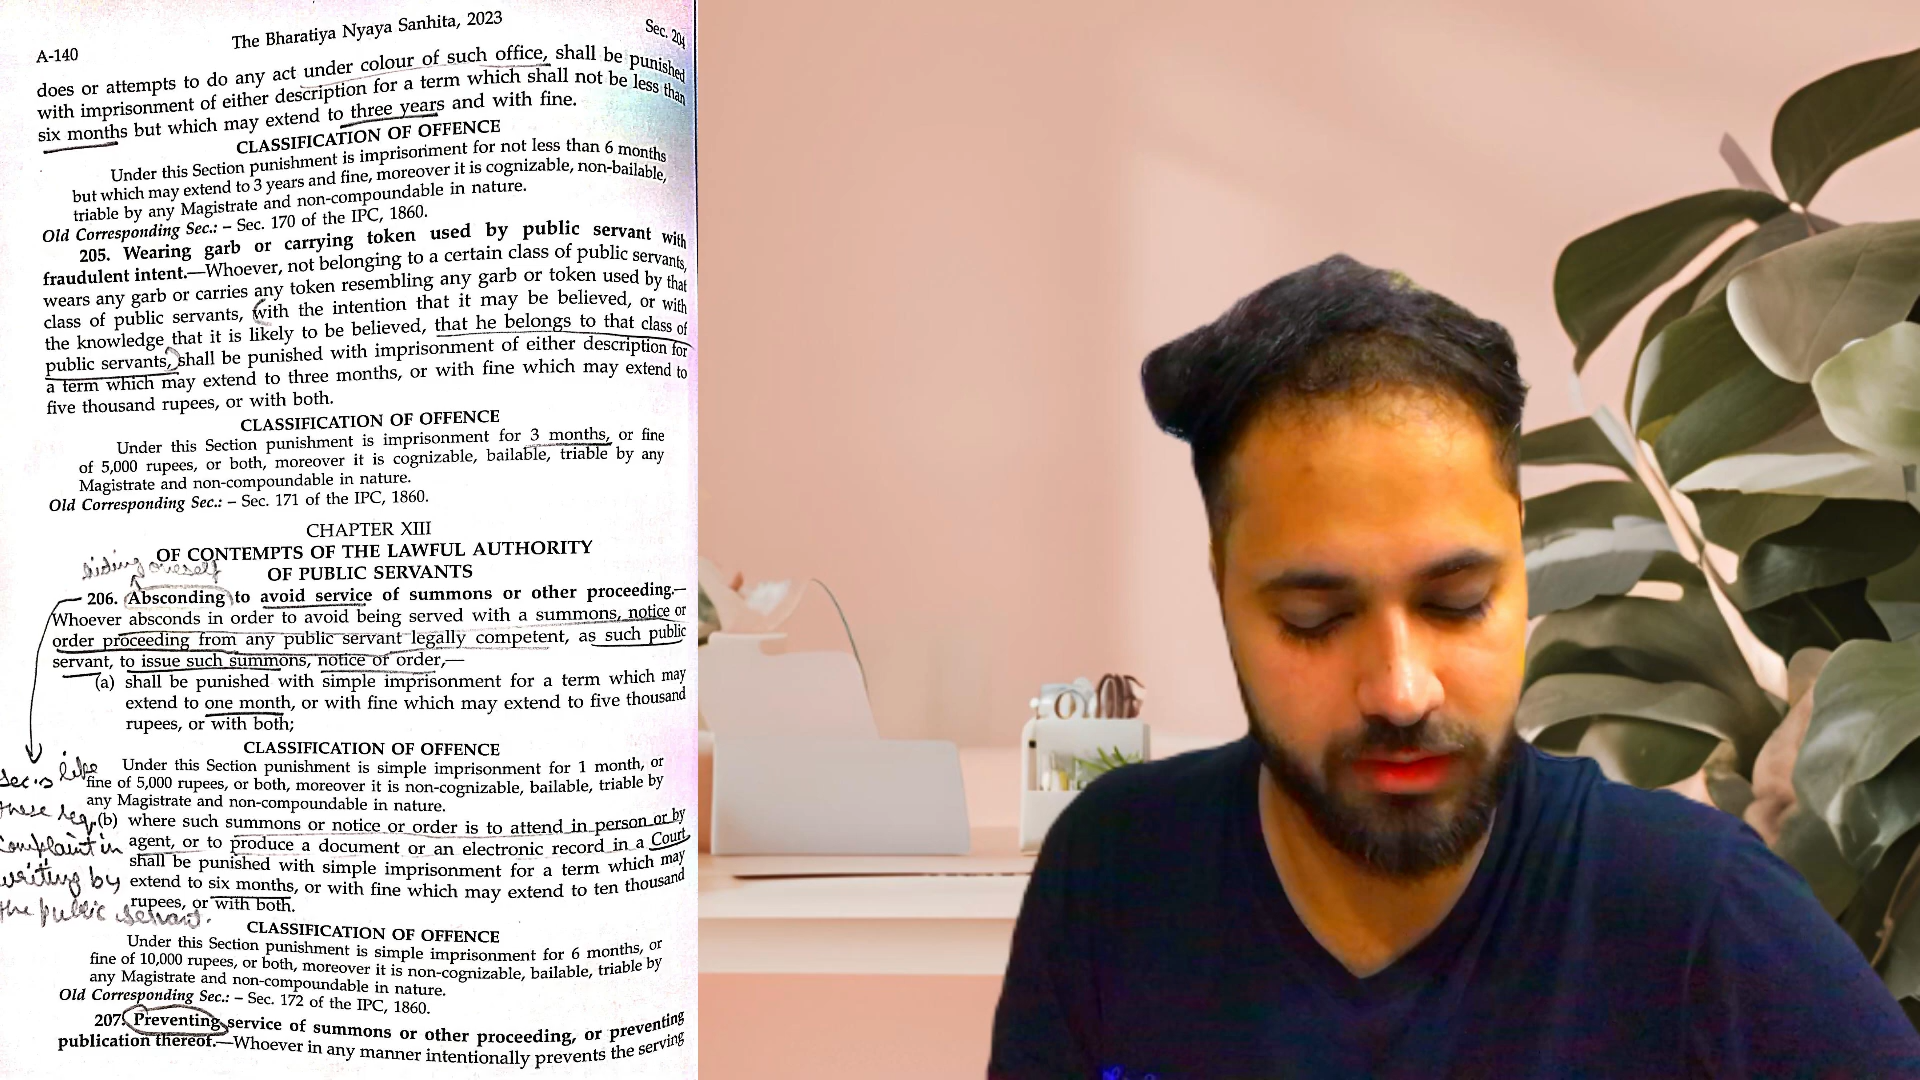 A-140 The Bharatiya Nyaya Sanhita, 2023 Sec. 204
does or attempts to do any act under colour of such office, shall be punished
with imprisonment of either description for a term which shall not be less than
six months but which may extend to three years and with fine.
CLASSIFICATION OF OFFENCE
Under this Section punishment is imprisonment for not less than 6 months
but which may extend to 3 years and fine, moreover it is cognizable, non-bailable,
triable by any Magistrate and non-compoundable in nature.
Old Corresponding Sec.: – Sec. 170 of the IPC, 1860.
205. Wearing garb or carrying token used by public servant with
fraudulent intent.—Whoever, not belonging to a certain class of public servants,
wears any garb or carries any token resembling any garb or token used by that
class of public servants, with the intention that it may be believed, or with
the knowledge that it is likely to be believed, that he belongs to that class of
public servants, shall be punished with imprisonment of either description for
a term which may extend to three months, or with fine which may extend to
five thousand rupees, or with both.
CLASSIFICATION OF OFFENCE
Under this Section punishment is imprisonment for 3 months, or fine
of 5,000 rupees, or both, moreover it is cognizable, bailable, triable by any
Magistrate and non-compoundable in nature.
Old Corresponding Sec.: – Sec. 171 of the IPC, 1860.
CHAPTER XIII
OF CONTEMPTS OF THE LAWFUL AUTHORITY
hiding oneself
OF PUBLIC SERVANTS
206. Absconding to avoid service of summons or other proceeding.—
Whoever absconds in order to avoid being served with a summons, notice or
order proceeding from any public servant legally competent, as such public
servant, to issue such summons, notice or order,—
(a) shall be punished with simple imprisonment for a term which may
extend to one month, or with fine which may extend to five thousand
rupees, or with both;
CLASSIFICATION OF OFFENCE
Under this Section punishment is simple imprisonment for 1 month, or
fine of 5,000 rupees, or both, moreover it is non-cognizable, bailable, triable by
any Magistrate and non-compoundable in nature.
(b) where such summons or notice or order is to attend in person or by
agent, or to produce a document or an electronic record in a Court
shall be punished with simple imprisonment for a term which may
extend to six months, or with fine which may extend to ten thousand
rupees, or with both.
Sec.s like
these req.
complaint in
writing by
the public servant.
CLASSIFICATION OF OFFENCE
Under this Section punishment is simple imprisonment for 6 months, or
fine of 10,000 rupees, or both, moreover it is non-cognizable, bailable, triable by
any Magistrate and non-compoundable in nature.
Old Corresponding Sec.: – Sec. 172 of the IPC, 1860.
207. Preventing service of summons or other proceeding, or preventing
publication thereof.—Whoever in any manner intentionally prevents the serving